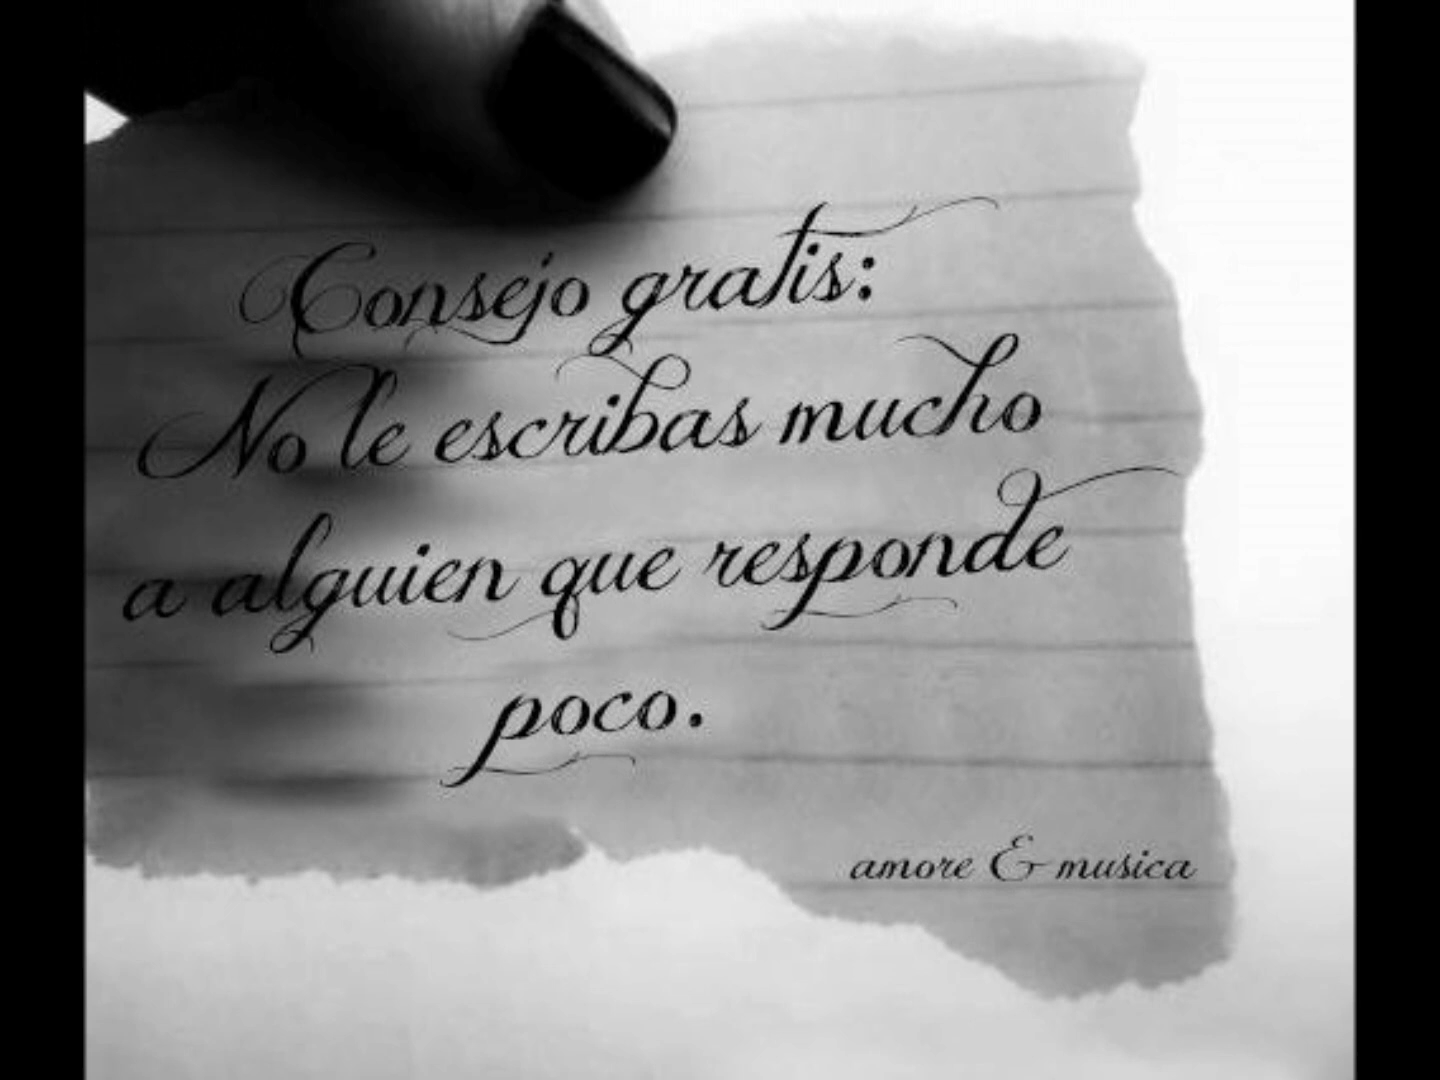 Consejo gratis:
No le escribas mucho
a alguien que responde
poco.
amore & musica